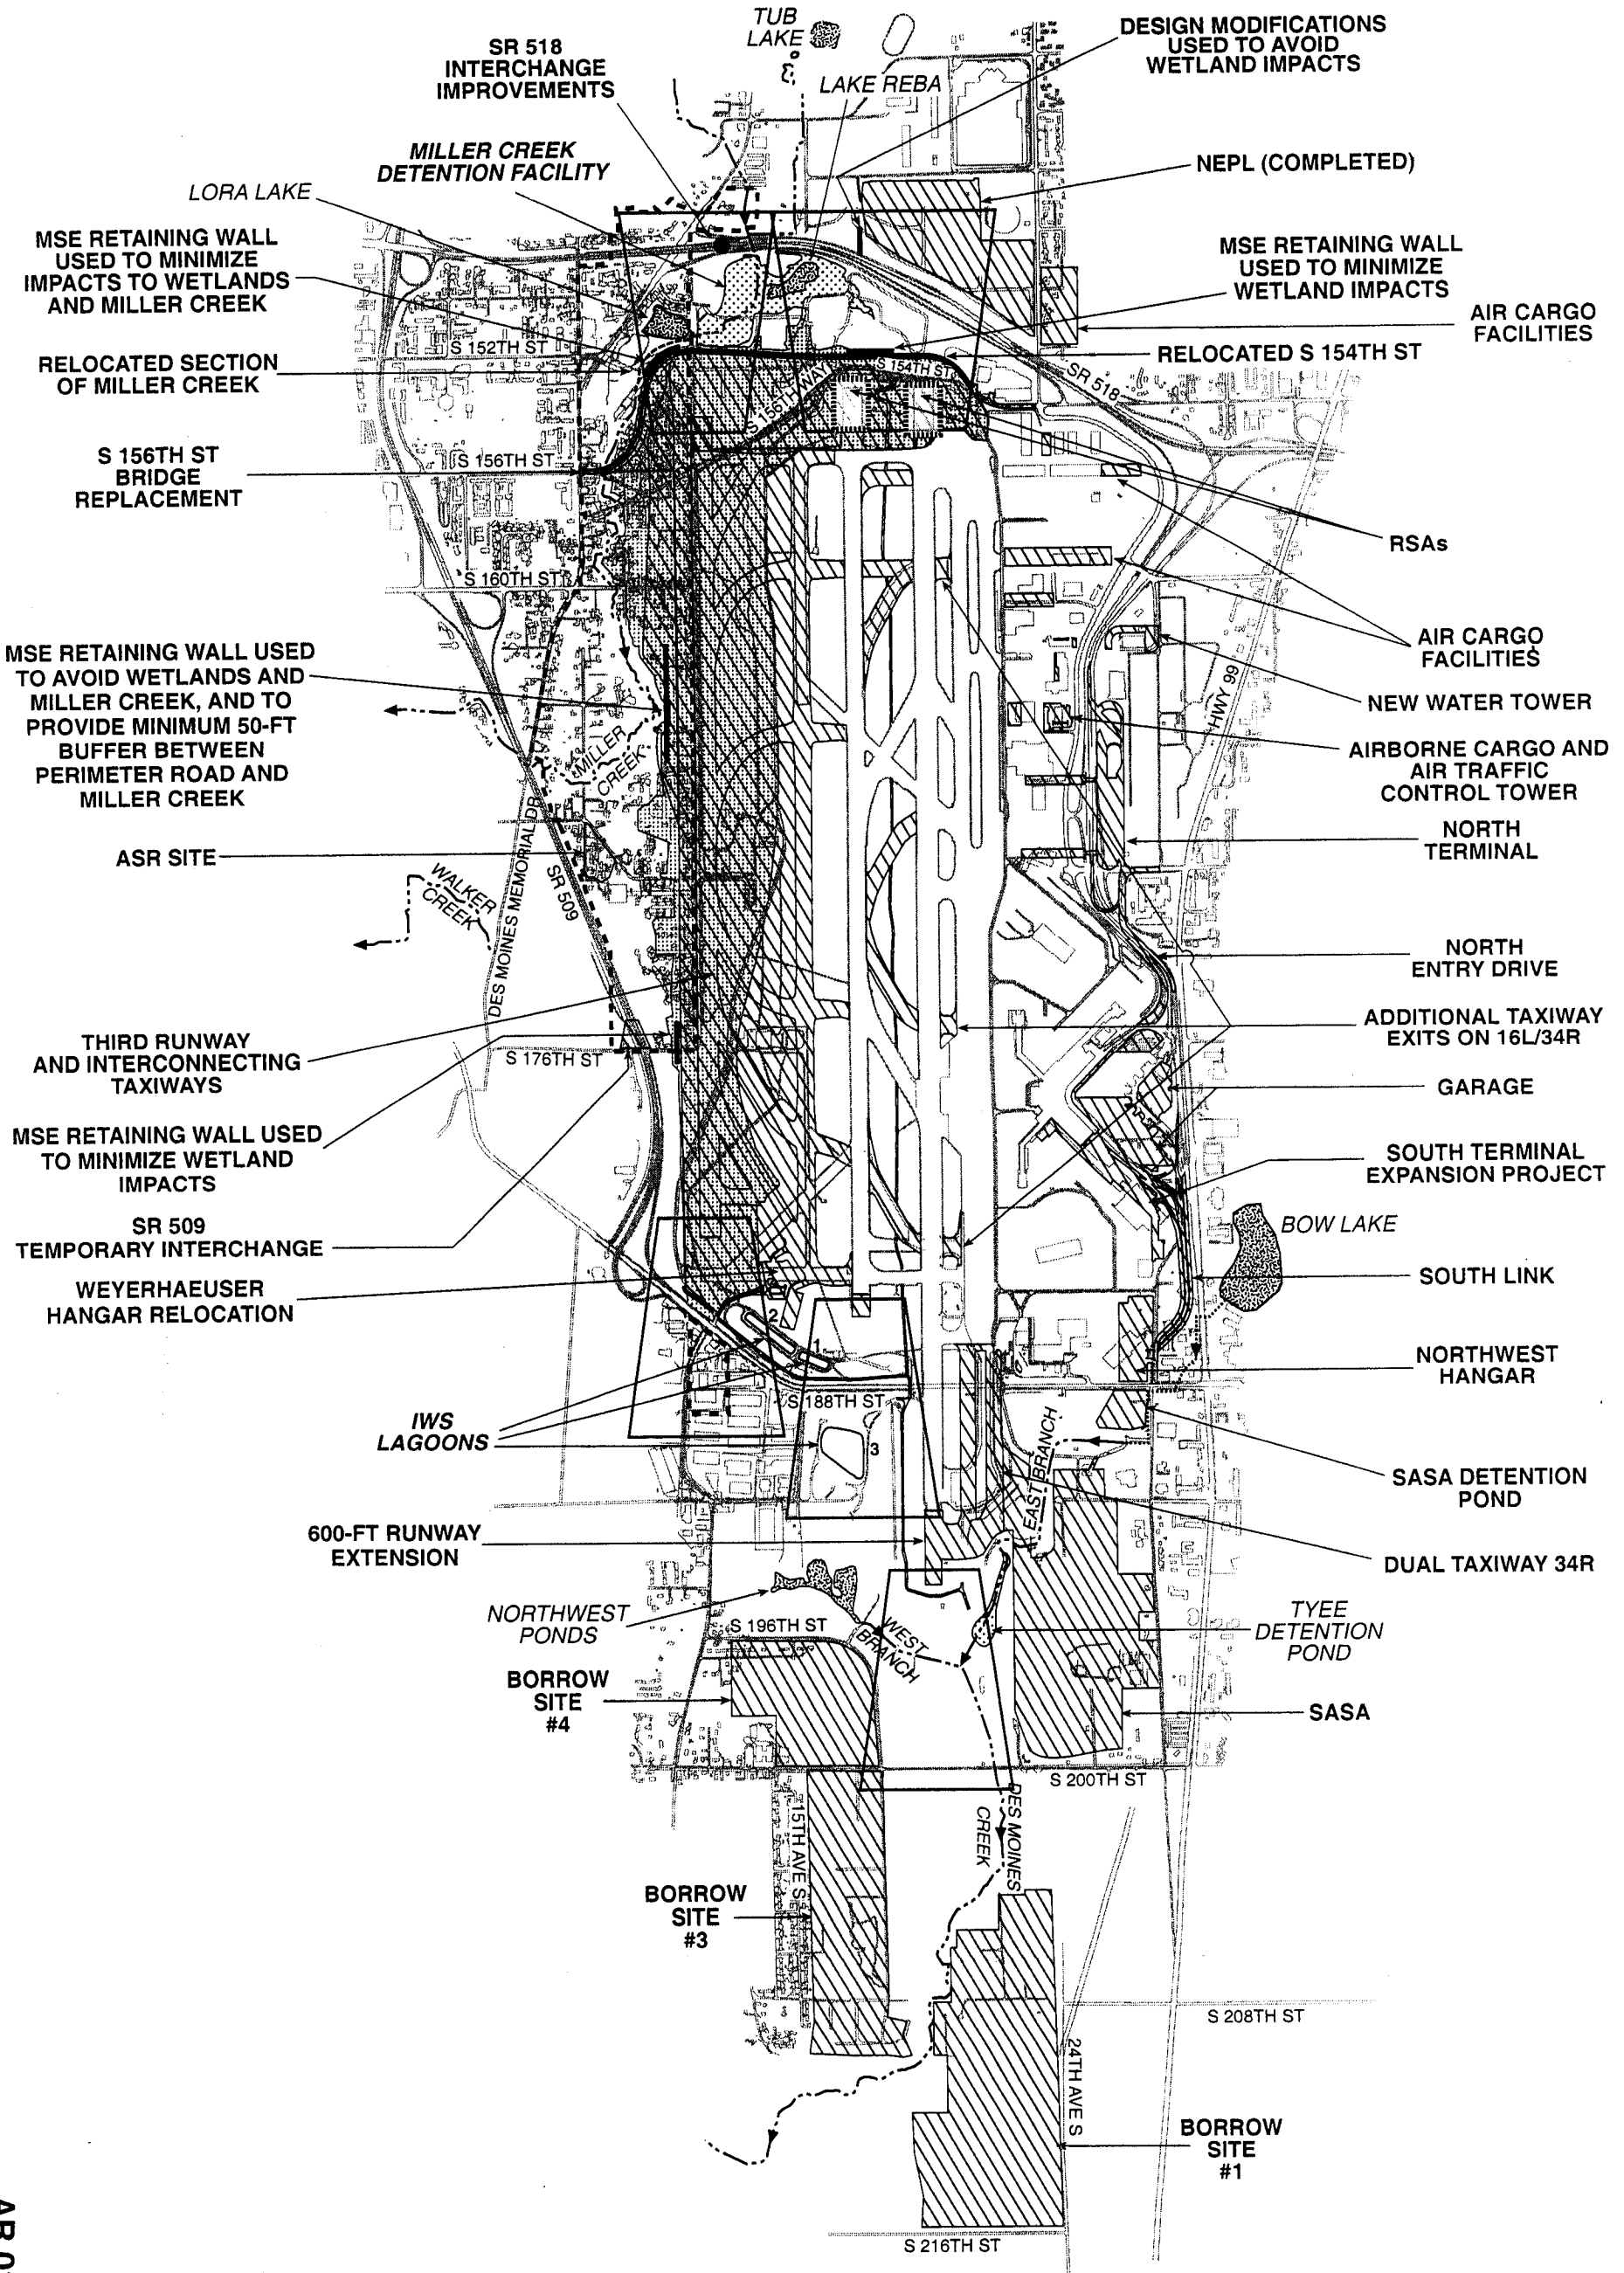 TUB
LAKE
DESIGN MODIFICATIONS
USED TO AVOID
WETLAND IMPACTS
SR 518
INTERCHANGE
IMPROVEMENTS
LAKE REBA
MILLER CREEK
DETENTION FACILITY
NEPL (COMPLETED)
LORA LAKE
MSE RETAINING WALL
USED TO MINIMIZE
IMPACTS TO WETLANDS
AND MILLER CREEK
MSE RETAINING WALL
USED TO MINIMIZE
WETLAND IMPACTS
AIR CARGO
FACILITIES
S 152TH ST
RELOCATED S 154TH ST
RELOCATED SECTION
OF MILLER CREEK
S 154TH ST
SR 518
S 156TH WAY
S 156TH ST
BRIDGE
REPLACEMENT
S 156TH ST
RSAs
S 160TH ST
AIR CARGO
FACILITIES
MSE RETAINING WALL USED
TO AVOID WETLANDS AND
MILLER CREEK, AND TO
PROVIDE MINIMUM 50-FT
BUFFER BETWEEN
PERIMETER ROAD AND
MILLER CREEK
HWY 99
NEW WATER TOWER
MILLER
CREEK
AIRBORNE CARGO AND
AIR TRAFFIC
CONTROL TOWER
NORTH
TERMINAL
ASR SITE
DES MOINES MEMORIAL DR
SR 509
WALKER
CREEK
NORTH
ENTRY DRIVE
THIRD RUNWAY
AND INTERCONNECTING
TAXIWAYS
S 176TH ST
ADDITIONAL TAXIWAY
EXITS ON 16L/34R
GARAGE
MSE RETAINING WALL USED
TO MINIMIZE WETLAND
IMPACTS
SOUTH TERMINAL
EXPANSION PROJECT
SR 509
TEMPORARY INTERCHANGE
BOW LAKE
WEYERHAEUSER
HANGAR RELOCATION
SOUTH LINK
2
1
NORTHWEST
HANGAR
S 188TH ST
IWS
LAGOONS
3
EAST BRANCH
SASA DETENTION
POND
600-FT RUNWAY
EXTENSION
DUAL TAXIWAY 34R
NORTHWEST
PONDS
S 196TH ST
WEST
BRANCH
TYEE
DETENTION
POND
BORROW
SITE
#4
SASA
S 200TH ST
15TH AVE S
DES MOINES
CREEK
BORROW
SITE
#3
S 208TH ST
24TH AVE S
BORROW
SITE
#1
S 216TH ST